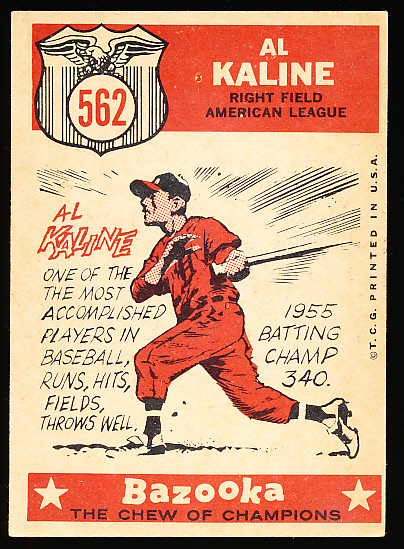 562
AL
KALINE
RIGHT FIELD
AMERICAN LEAGUE
AL
KALINE
ONE OF THE
THE MOST
ACCOMPLISHED
PLAYERS IN
BASEBALL,
RUNS, HITS,
FIELDS,
THROWS WELL.
1955
BATTING
CHAMP
340.
© T.C.G. PRINTED IN U.S.A.
Bazooka
THE CHEW OF CHAMPIONS